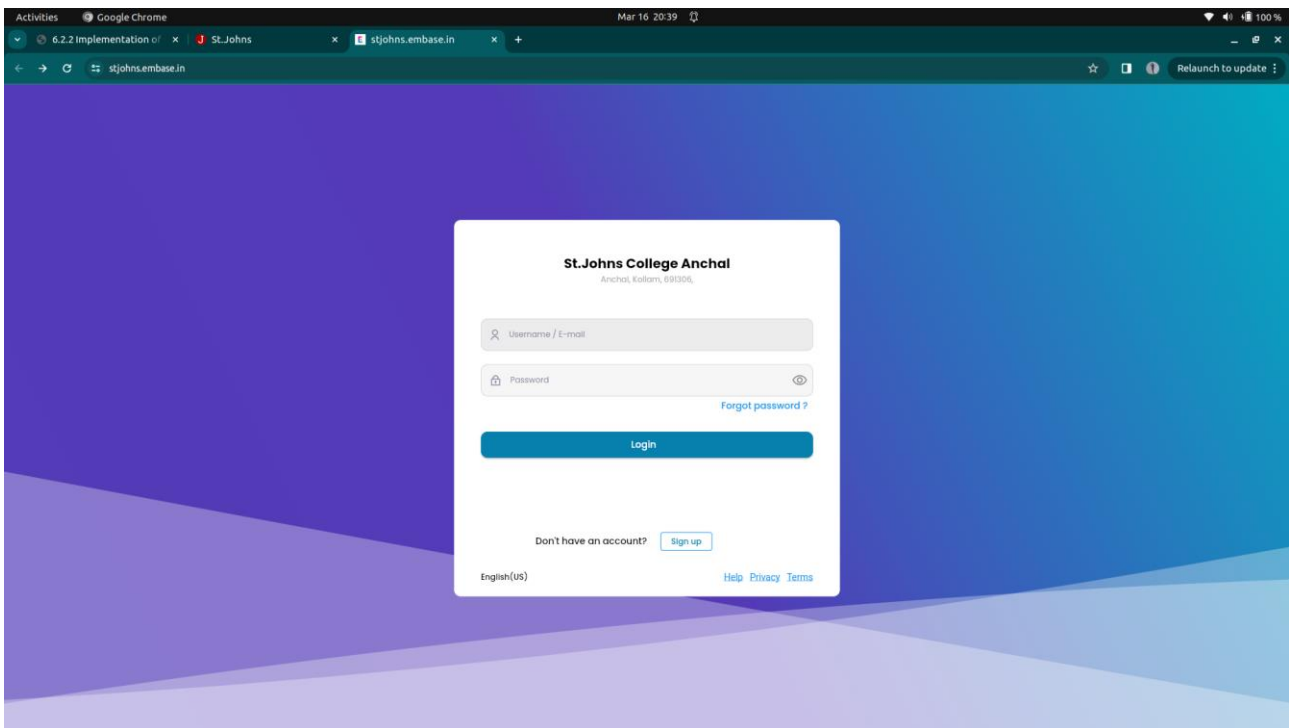 Activities Google Chrome Mar 16 20:39 100 %
6.2.2 Implementation of St.Johns stjohns.embase.in
stjohns.embase.in Relaunch to update
St.Johns College Anchal
Anchal, Kollam, 691306,
Username / E-mail
Password
Forgot password ?
Login
Don't have an account? Sign up
English(US) Help Privacy Terms